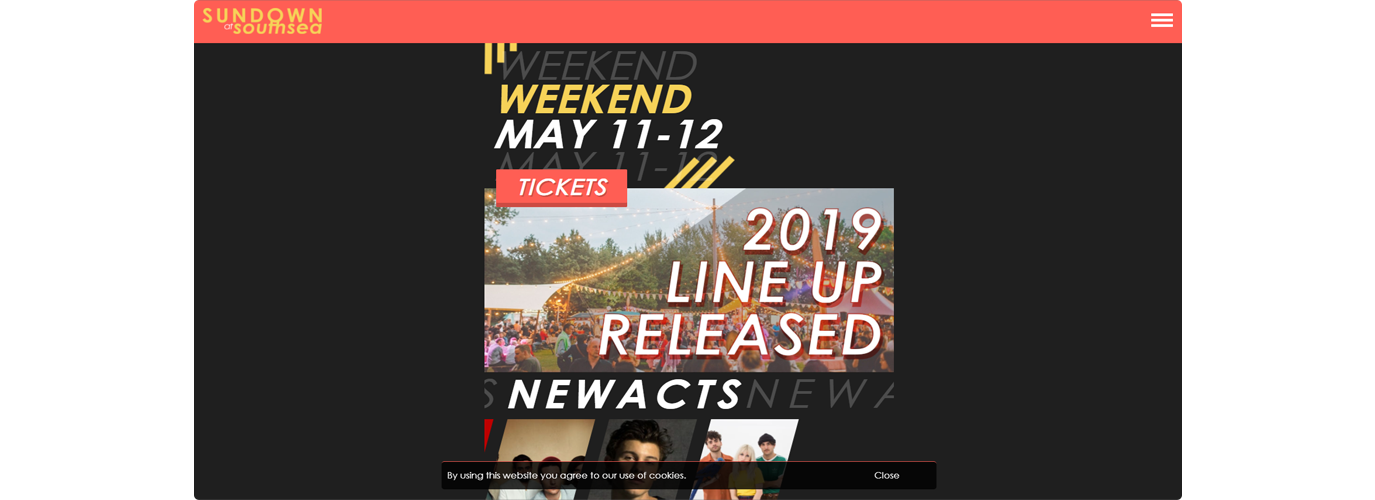 SUNDOWN
at southsea
WEEKEND
WEEKEND
MAY 11-12
MAY 11-12
TICKETS
2019
LINE UP
RELEASED
S NEWACTS NEWA
By using this website you agree to our use of cookies. Close